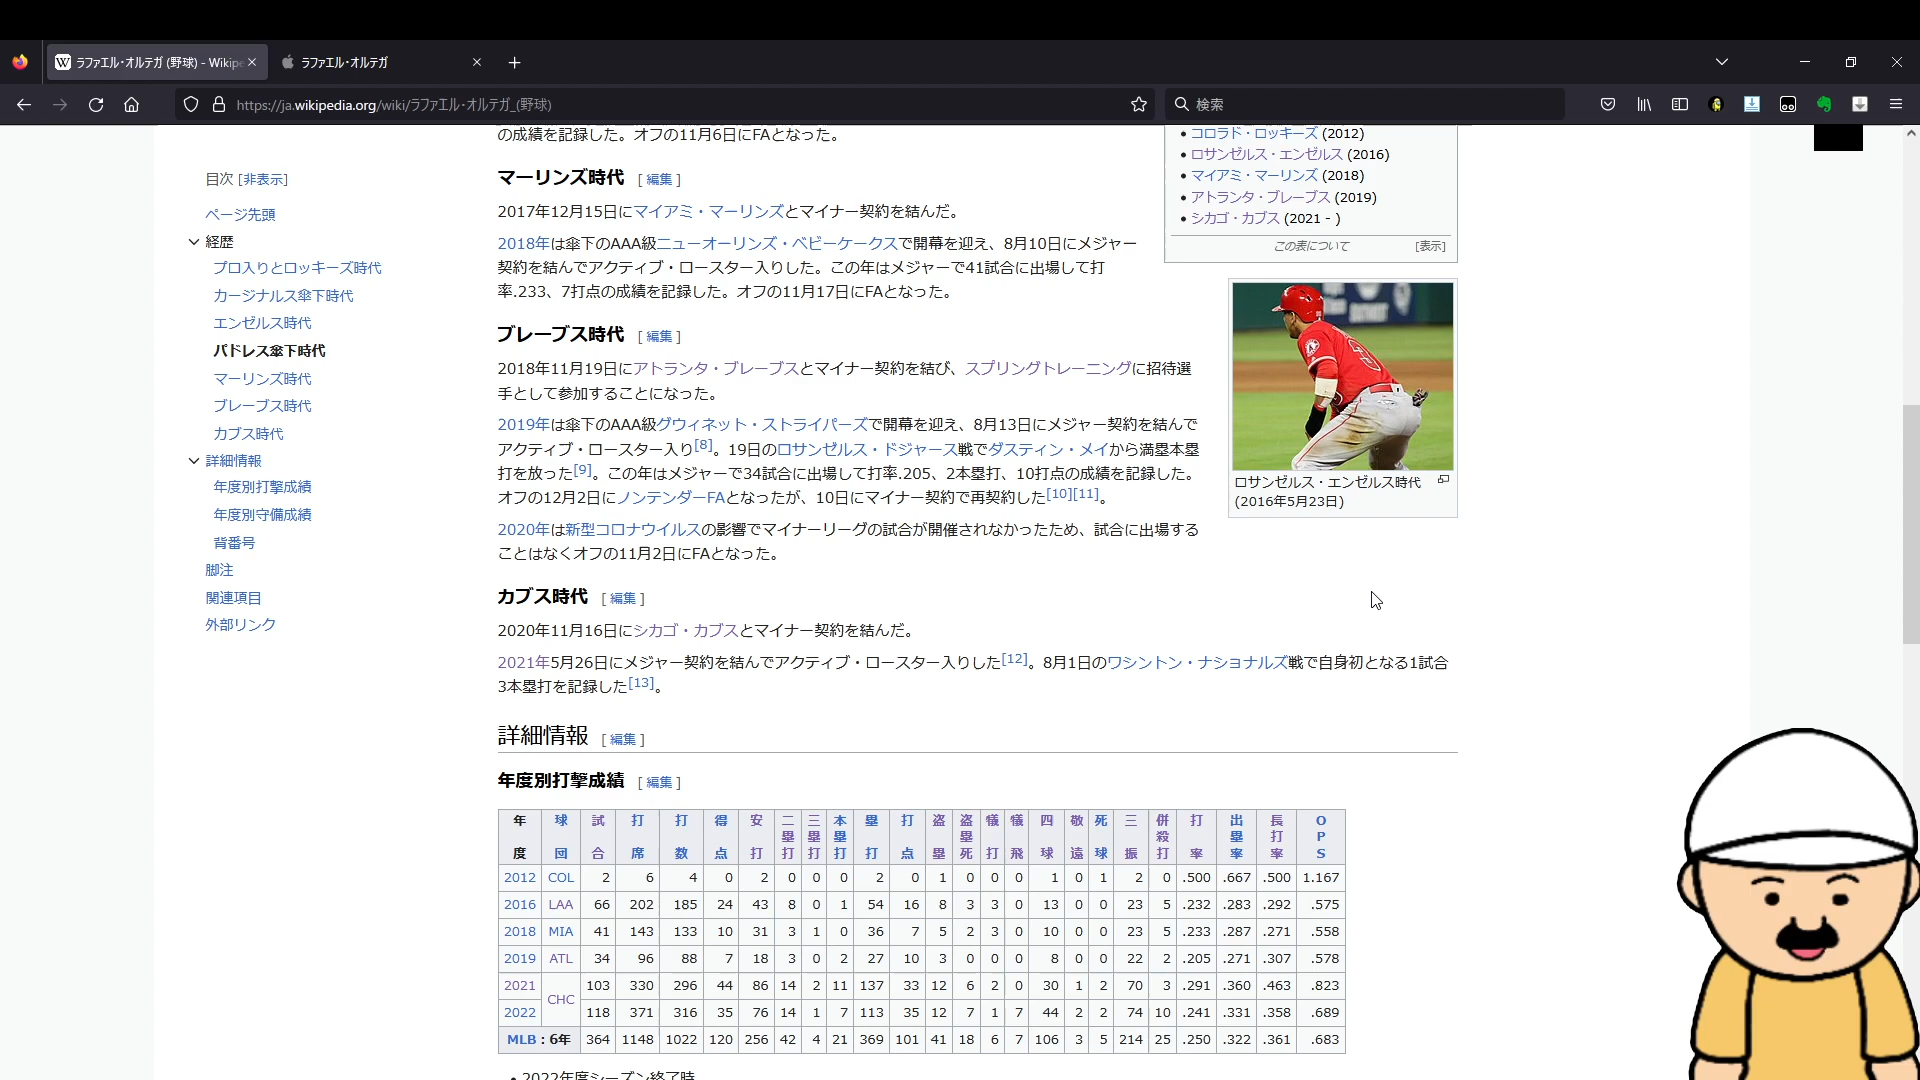 ラファエル・オルテガ (野球) - Wikipe
ラファエル・オルテガ
https://ja.wikipedia.org/wiki/ラファエル・オルテガ_(野球)
検索
目次 [非表示]
ページ先頭
経歴
プロ入りとロッキーズ時代
カージナルス傘下時代
エンゼルス時代
パドレス傘下時代
マーリンズ時代
ブレーブス時代
カブス時代
詳細情報
年度別打撃成績
年度別守備成績
背番号
脚注
関連項目
外部リンク
の成績を記録した。オフの11月6日にFAとなった。
マーリンズ時代 [ 編集 ]
2017年12月15日にマイアミ・マーリンズとマイナー契約を結んだ。
2018年は傘下のAAA級ニューオーリンズ・ベビーケークスで開幕を迎え、8月10日にメジャー
契約を結んでアクティブ・ロースター入りした。この年はメジャーで41試合に出場して打
率.233、7打点の成績を記録した。オフの11月17日にFAとなった。
ブレーブス時代 [ 編集 ]
2018年11月19日にアトランタ・ブレーブスとマイナー契約を結び、スプリングトレーニングに招待選
手として参加することになった。
2019年は傘下のAAA級グウィネット・ストライパーズで開幕を迎え、8月13日にメジャー契約を結んで
アクティブ・ロースター入り[8]。19日のロサンゼルス・ドジャース戦でダスティン・メイから満塁本塁
打を放った[9]。この年はメジャーで34試合に出場して打率.205、2本塁打、10打点の成績を記録した。
オフの12月2日にノンテンダーFAとなったが、10日にマイナー契約で再契約した[10][11]。
2020年は新型コロナウイルスの影響でマイナーリーグの試合が開催されなかったため、試合に出場する
ことはなくオフの11月2日にFAとなった。
カブス時代 [ 編集 ]
2020年11月16日にシカゴ・カブスとマイナー契約を結んだ。
2021年5月26日にメジャー契約を結んでアクティブ・ロースター入りした[12]。8月1日のワシントン・ナショナルズ戦で自身初となる1試合
3本塁打を記録した[13]。
• コロラド・ロッキーズ (2012)
• ロサンゼルス・エンゼルス (2016)
• マイアミ・マーリンズ (2018)
• アトランタ・ブレーブス (2019)
• シカゴ・カブス (2021 - )
この表について [表示]
ロサンゼルス・エンゼルス時代
(2016年5月23日)
詳細情報 [ 編集 ]
年度別打撃成績 [ 編集 ]
年度 球団 試合 打席 打数 得点 安打 二塁打 三塁打 本塁打 塁打 打点 盗塁 盗塁死 犠打 犠飛 四球 敬遠 死球 三振 併殺打 打率 出塁率 長打率 OPS
2012 COL 2 6 4 0 2 0 0 0 2 0 1 0 0 0 1 0 1 2 0 .500 .667 .500 1.167
2016 LAA 66 202 185 24 43 8 0 1 54 16 8 3 3 0 13 0 0 23 5 .232 .283 .292 .575
2018 MIA 41 143 133 10 31 3 1 0 36 7 5 2 3 0 10 0 0 23 5 .233 .287 .271 .558
2019 ATL 34 96 88 7 18 3 0 2 27 10 3 0 0 0 8 0 0 22 2 .205 .271 .307 .578
2021 CHC 103 330 296 44 86 14 2 11 137 33 12 6 2 0 30 1 2 70 3 .291 .360 .463 .823
2022 118 371 316 35 76 14 1 7 113 35 12 7 1 7 44 2 2 74 10 .241 .331 .358 .689
MLB：6年 364 1148 1022 120 256 42 4 21 369 101 41 18 6 7 106 3 5 214 25 .250 .322 .361 .683
• 2022年度シーズン終了時